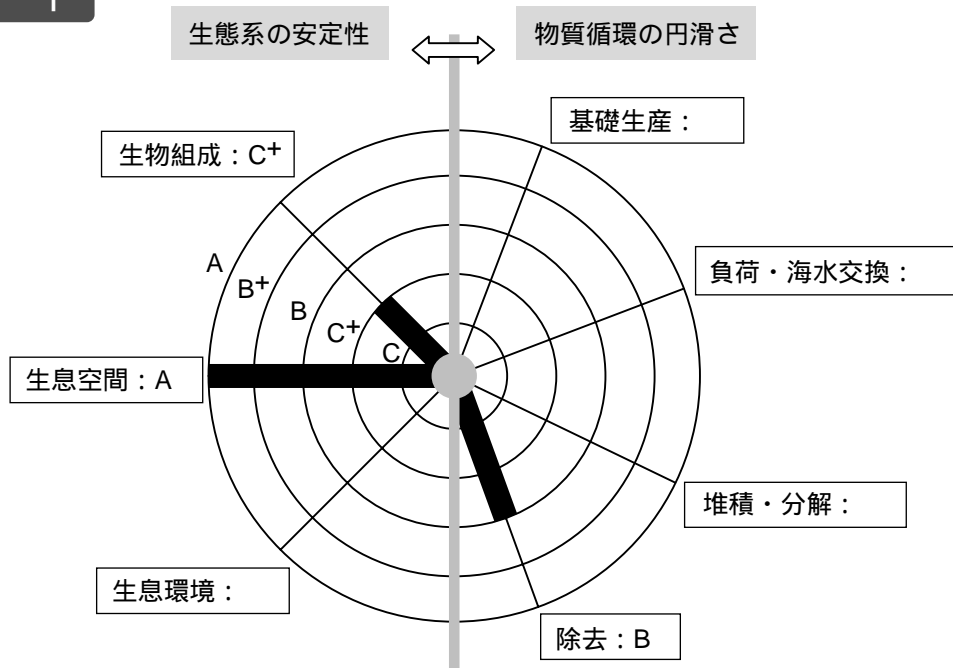 生態系の安定性
物質循環の円滑さ
基礎生産：
生物組成：C+
負荷・海水交換：
A
B+
B
C+
C
生息空間：A
堆積・分解：
生息環境：
除去：B